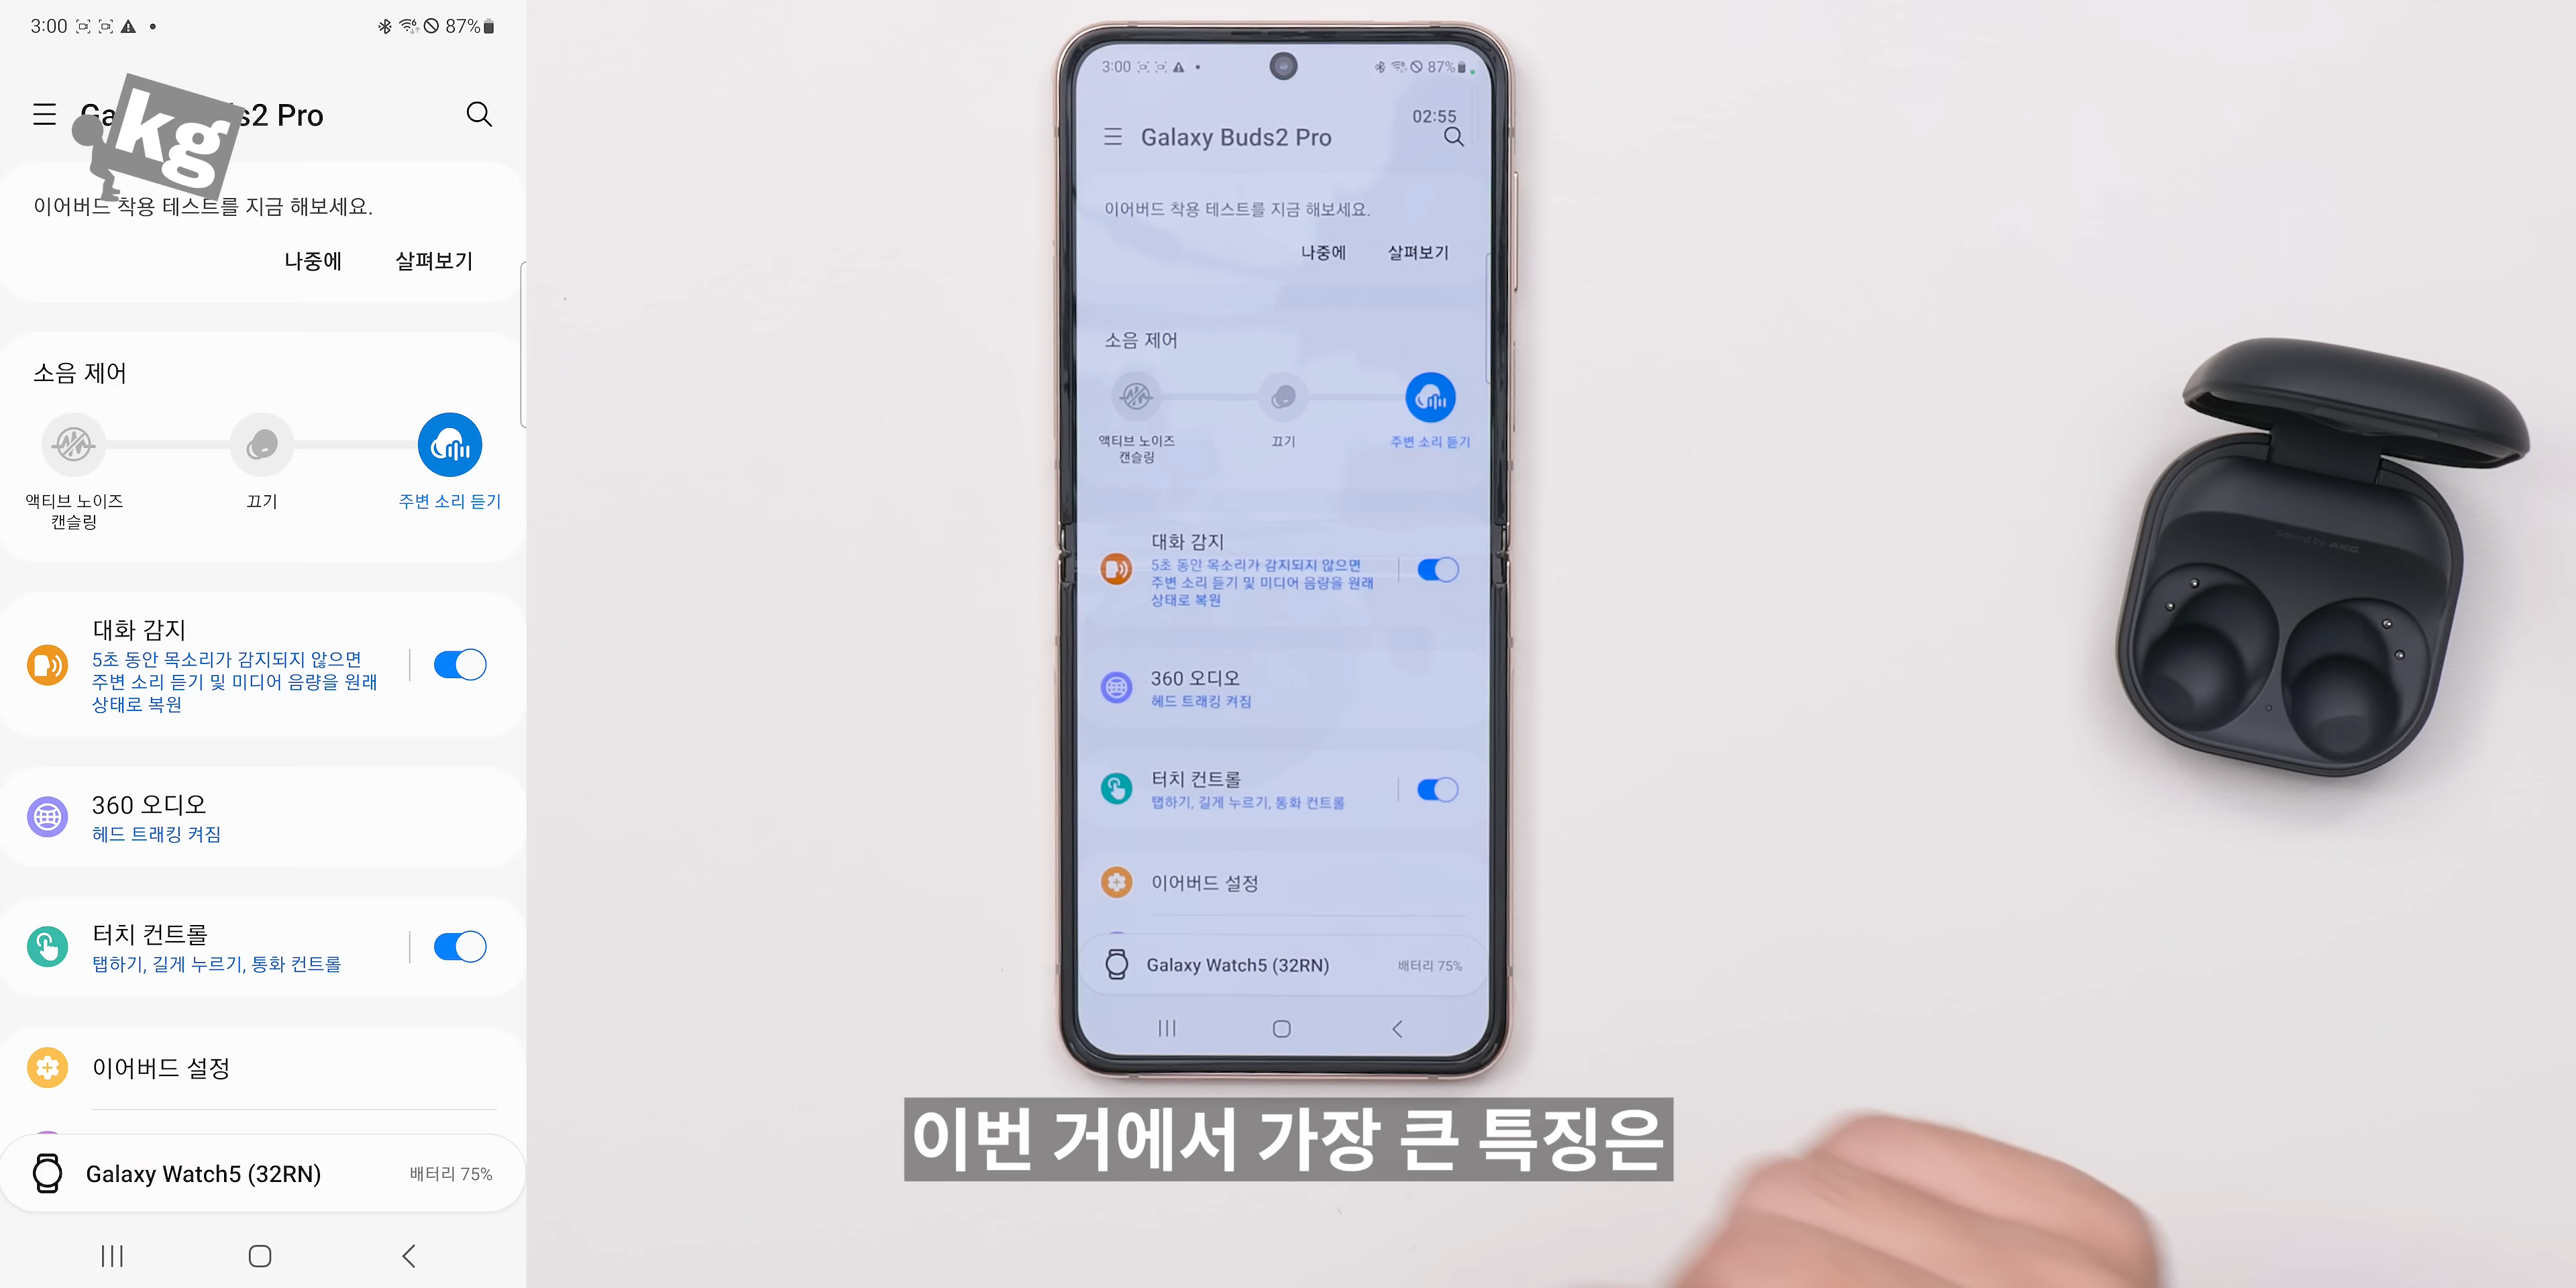 3:00
87%
kg
Galaxy Buds2 Pro
이어버드 착용 테스트를 지금 해보세요.
나중에
살펴보기
소음 제어
액티브 노이즈
캔슬링
끄기
주변 소리 듣기
대화 감지
5초 동안 목소리가 감지되지 않으면
주변 소리 듣기 및 미디어 음량을 원래
상태로 복원
360 오디오
헤드 트래킹 켜짐
터치 컨트롤
탭하기, 길게 누르기, 통화 컨트롤
이어버드 설정
Galaxy Watch5 (32RN)
배터리 75%
3:00
87%
02:55
Galaxy Buds2 Pro
이어버드 착용 테스트를 지금 해보세요.
나중에
살펴보기
소음 제어
액티브 노이즈
캔슬링
끄기
주변 소리 듣기
대화 감지
5초 동안 목소리가 감지되지 않으면
주변 소리 듣기 및 미디어 음량을 원래
상태로 복원
360 오디오
헤드 트래킹 켜짐
터치 컨트롤
탭하기, 길게 누르기, 통화 컨트롤
이어버드 설정
Galaxy Watch5 (32RN)
배터리 75%
Sound by AKG
이번 거에서 가장 큰 특징은